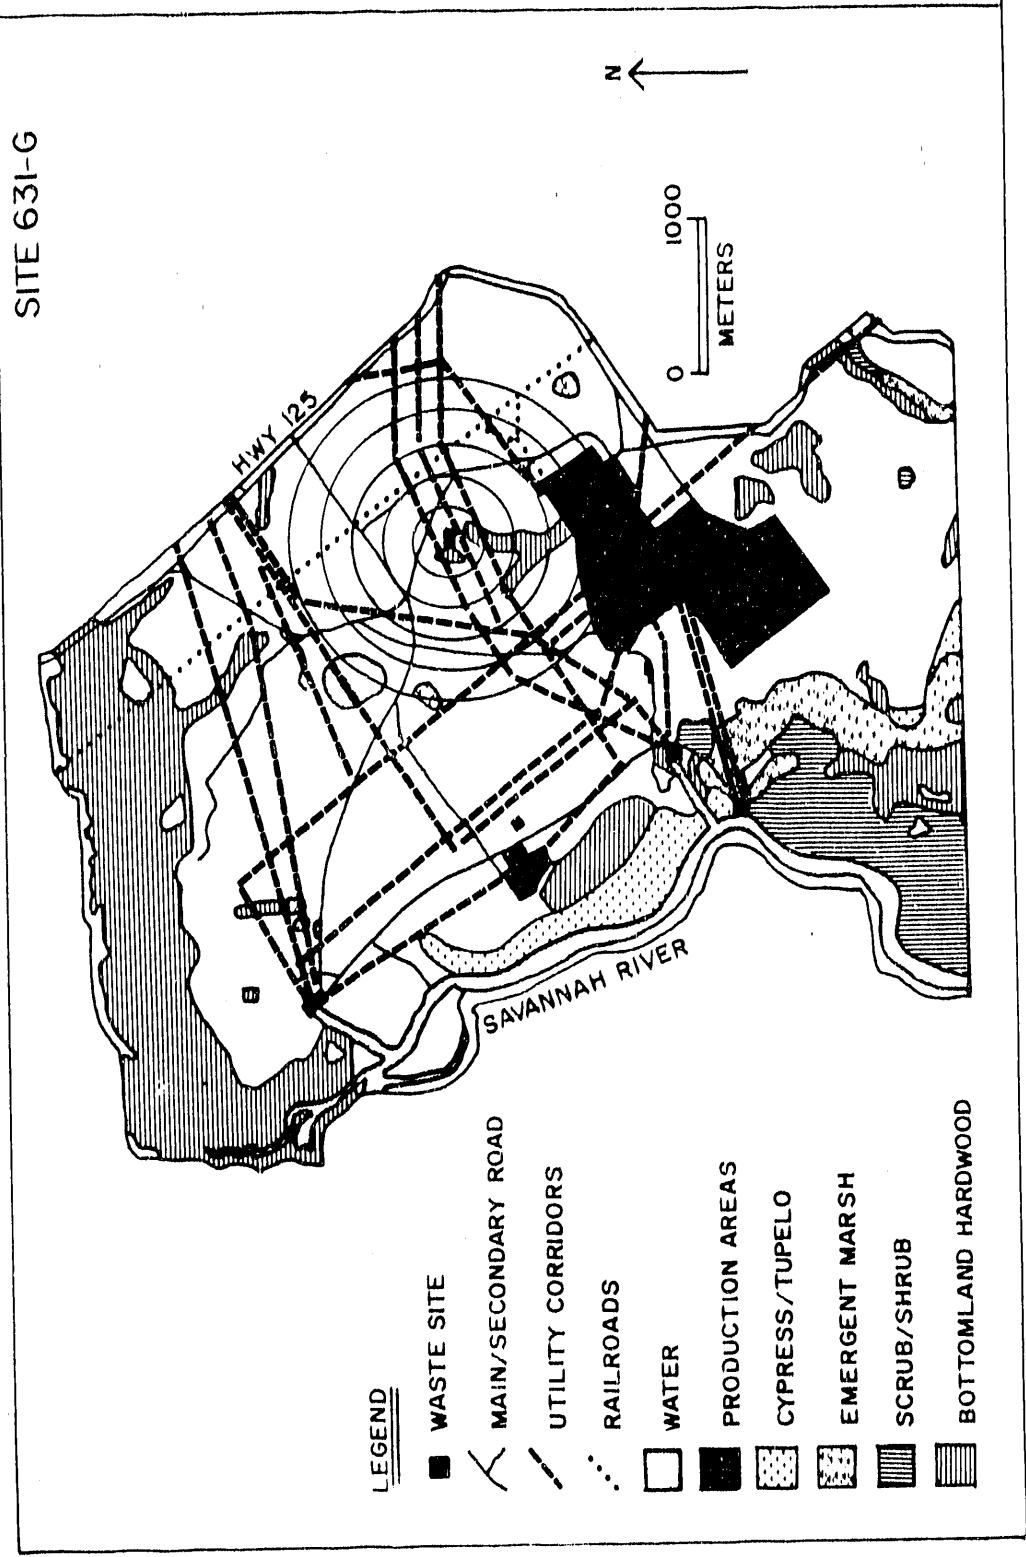 SITE 631-G
N
HWY 125
0 1000
METERS
SAVANNAH RIVER
LEGEND
WASTE SITE
MAIN/SECONDARY ROAD
UTILITY CORRIDORS
RAILROADS
WATER
PRODUCTION AREAS
CYPRESS/TUPELO
EMERGENT MARSH
SCRUB/SHRUB
BOTTOMLAND HARDWOOD